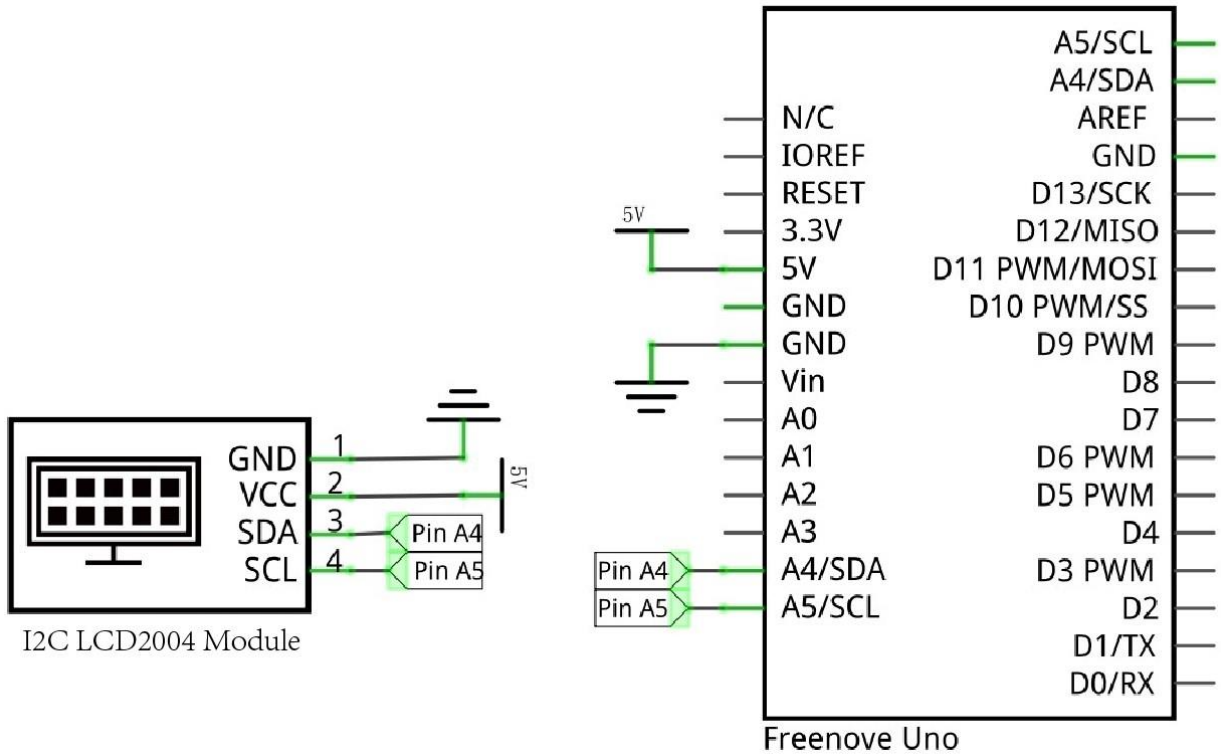 A5/SCL
A4/SDA
N/C AREF
IOREF GND
RESET D13/SCK
5V
3.3V D12/MISO
5V D11 PWM/MOSI
GND D10 PWM/SS
GND D9 PWM
Vin D8
A0 D7
A1 D6 PWM
A2 D5 PWM
A3 D4
A4/SDA D3 PWM
A5/SCL D2
D1/TX
D0/RX
Pin A4
Pin A5
Freenove Uno
GND 1
VCC 2
5V
SDA 3 Pin A4
SCL 4 Pin A5
I2C LCD2004 Module